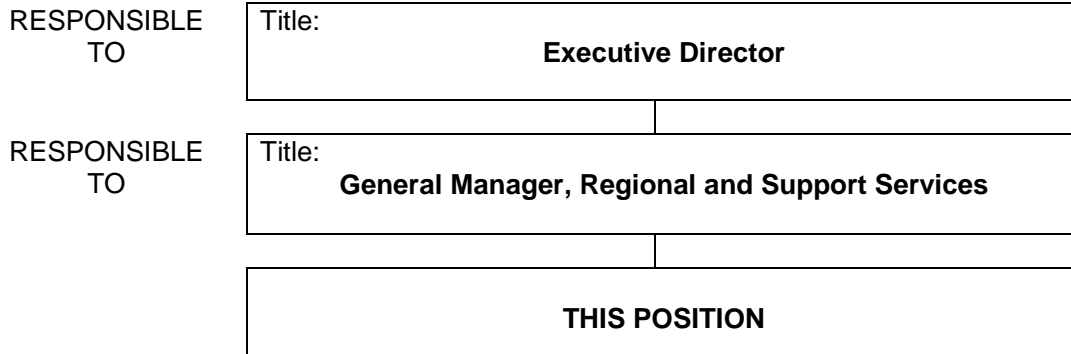 RESPONSIBLE
TO
Title:
Executive Director
RESPONSIBLE
TO
Title:
General Manager, Regional and Support Services
THIS POSITION